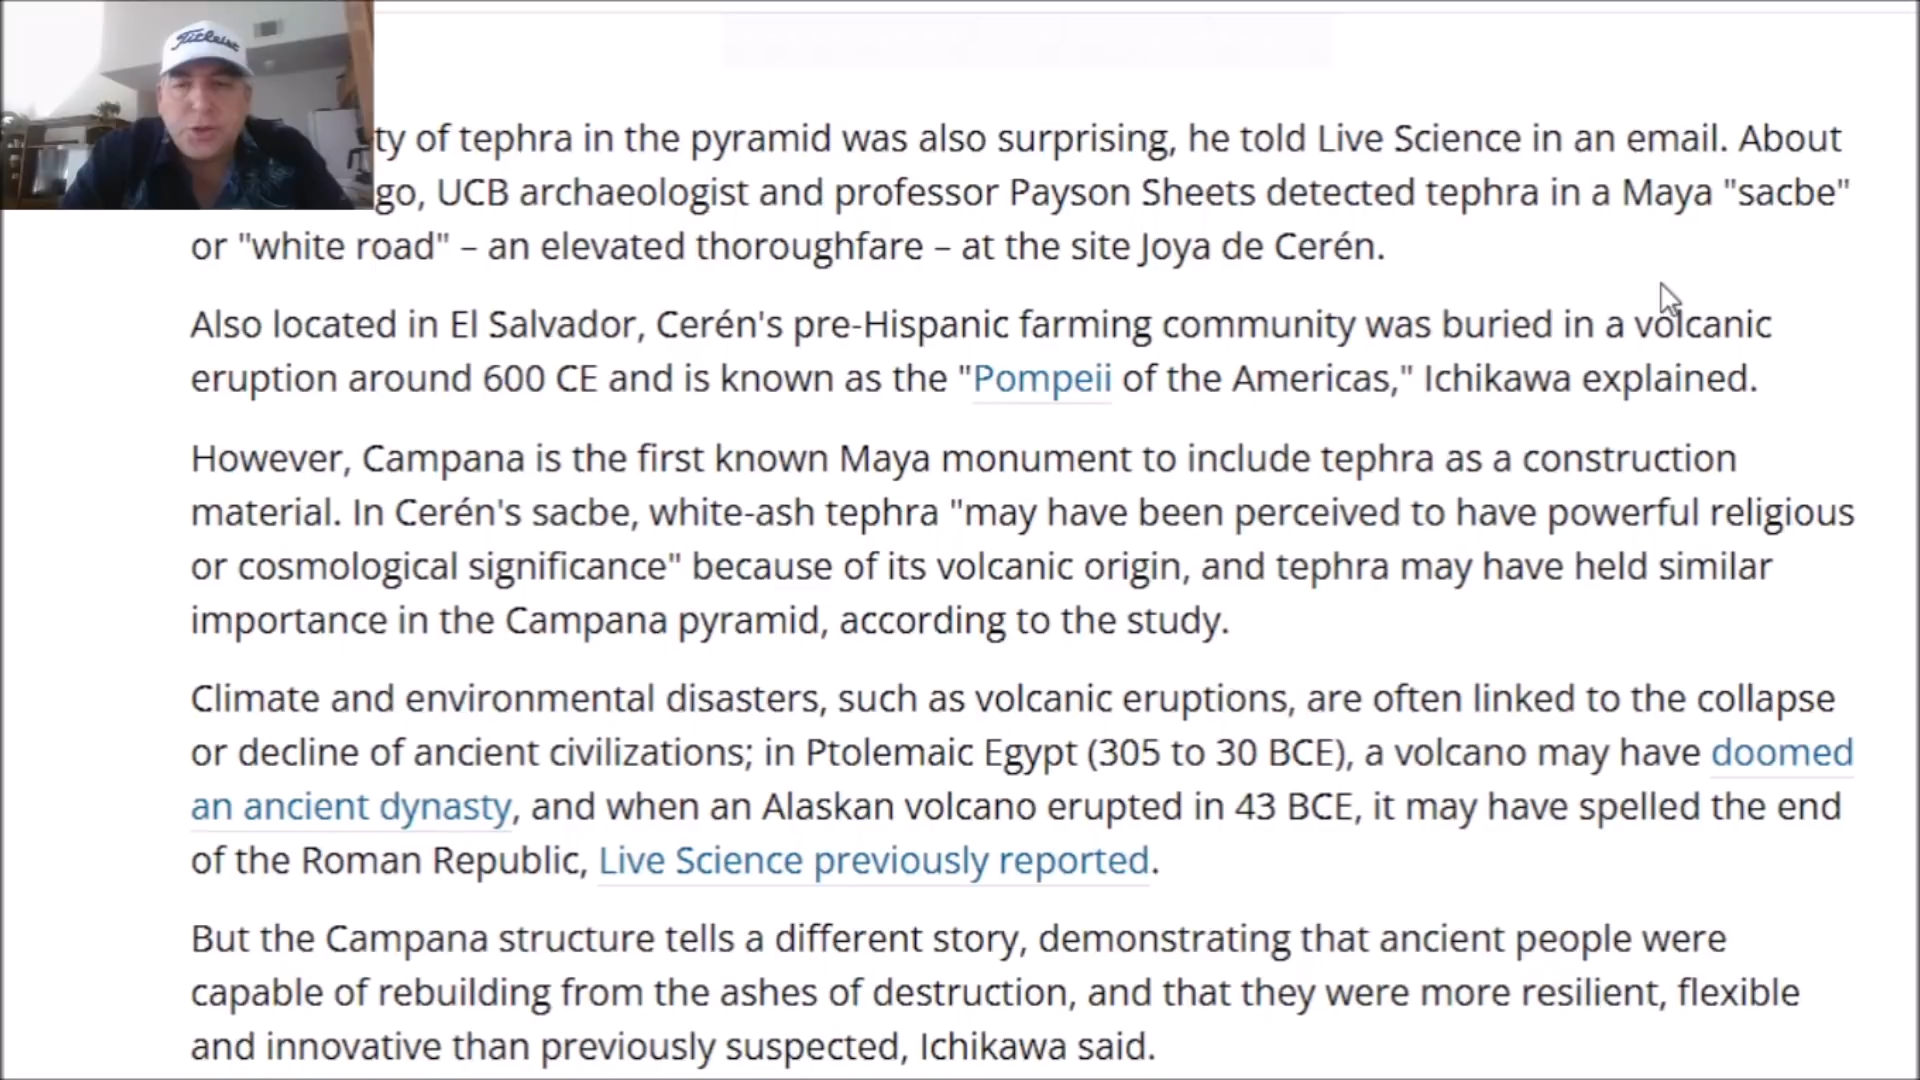 Titleist
ty of tephra in the pyramid was also surprising, he told Live Science in an email. About
go, UCB archaeologist and professor Payson Sheets detected tephra in a Maya "sacbe"
or "white road" – an elevated thoroughfare – at the site Joya de Cerén.
Also located in El Salvador, Cerén's pre-Hispanic farming community was buried in a volcanic
eruption around 600 CE and is known as the "Pompeii of the Americas," Ichikawa explained.
However, Campana is the first known Maya monument to include tephra as a construction
material. In Cerén's sacbe, white-ash tephra "may have been perceived to have powerful religious
or cosmological significance" because of its volcanic origin, and tephra may have held similar
importance in the Campana pyramid, according to the study.
Climate and environmental disasters, such as volcanic eruptions, are often linked to the collapse
or decline of ancient civilizations; in Ptolemaic Egypt (305 to 30 BCE), a volcano may have doomed
an ancient dynasty, and when an Alaskan volcano erupted in 43 BCE, it may have spelled the end
of the Roman Republic, Live Science previously reported.
But the Campana structure tells a different story, demonstrating that ancient people were
capable of rebuilding from the ashes of destruction, and that they were more resilient, flexible
and innovative than previously suspected, Ichikawa said.